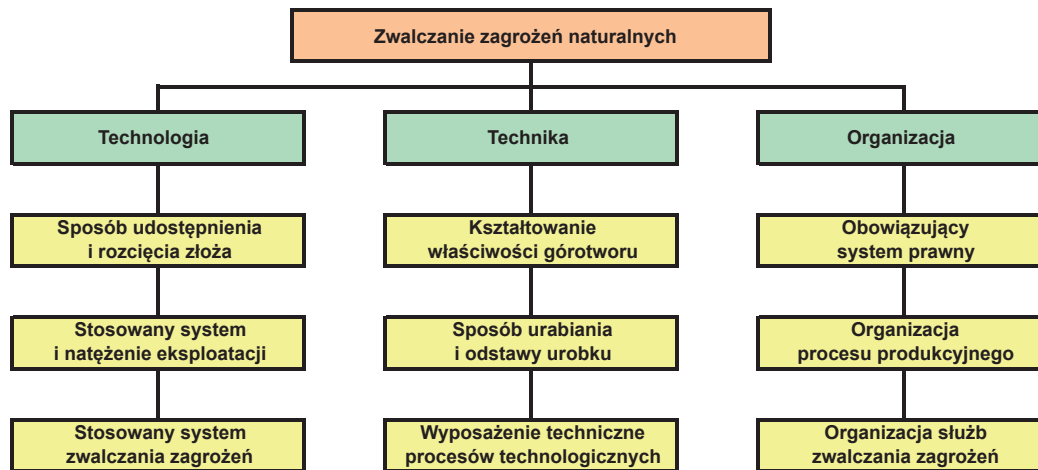 Zwalczanie zagrożeń naturalnych
Technologia
Technika
Organizacja
Sposób udostępnienia
i rozcięcia złoża
Kształtowanie
właściwości górotworu
Obowiązujący
system prawny
Stosowany system
i natężenie eksploatacji
Sposób urabiania
i odstawy urobku
Organizacja
procesu produkcyjnego
Stosowany system
zwalczania zagrożeń
Wyposażenie techniczne
procesów technologicznych
Organizacja służb
zwalczania zagrożeń